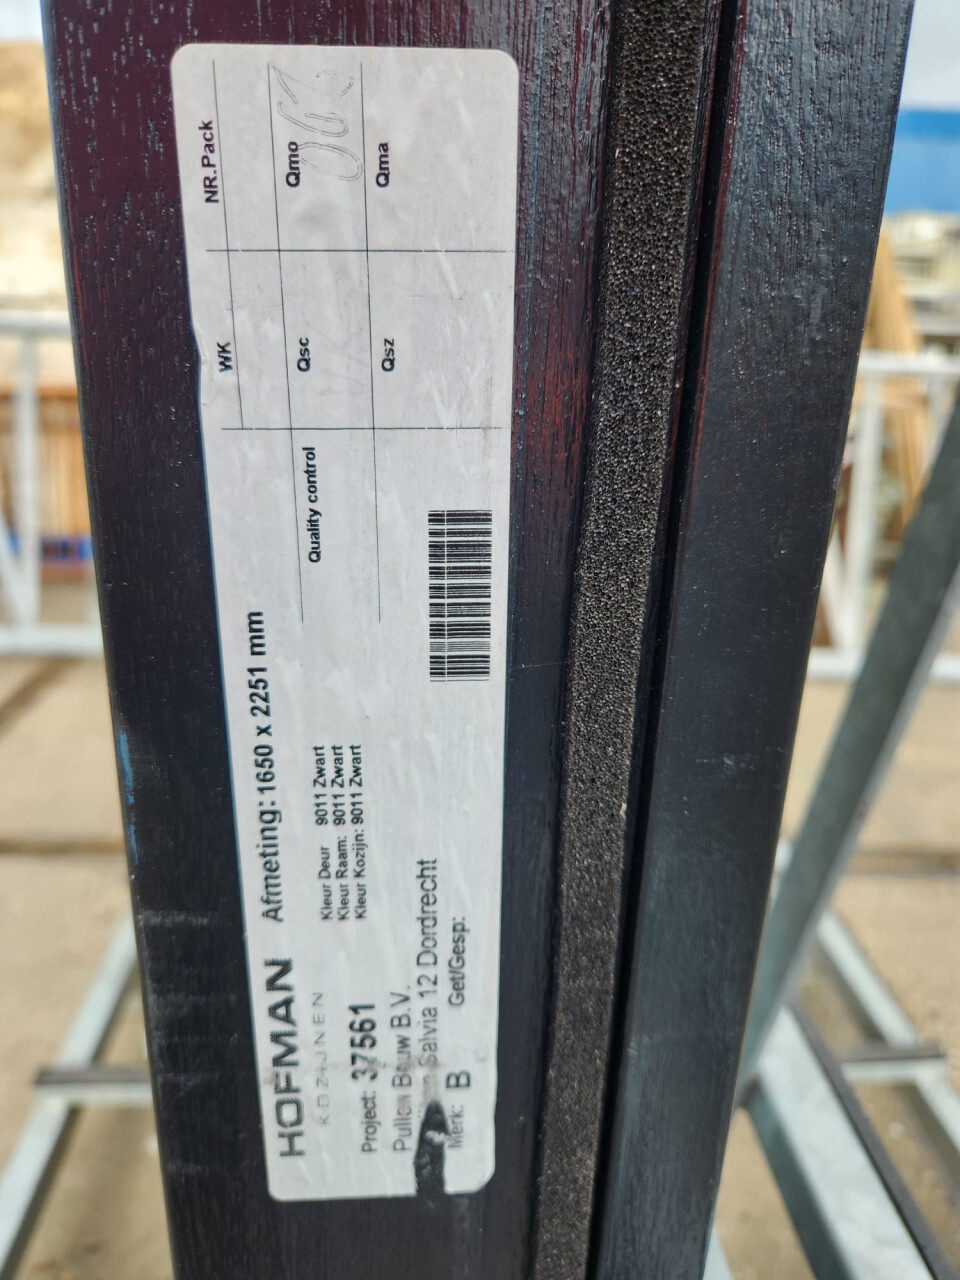 HOFMAN
KOZIJNEN
Afmeting: 1650 x 2251 mm
Kleur Deur 9011 Zwart
Kleur Raam: 9011 Zwart
Kleur Kozijn: 9011 Zwart
Project: 37561
Pullen Bouw B.V.
Salvia 12 Dordrecht
Merk: B Get/Gesp:
NR.Pack
WK
Quality control
Qsc
Qmo
Qsz
Qma